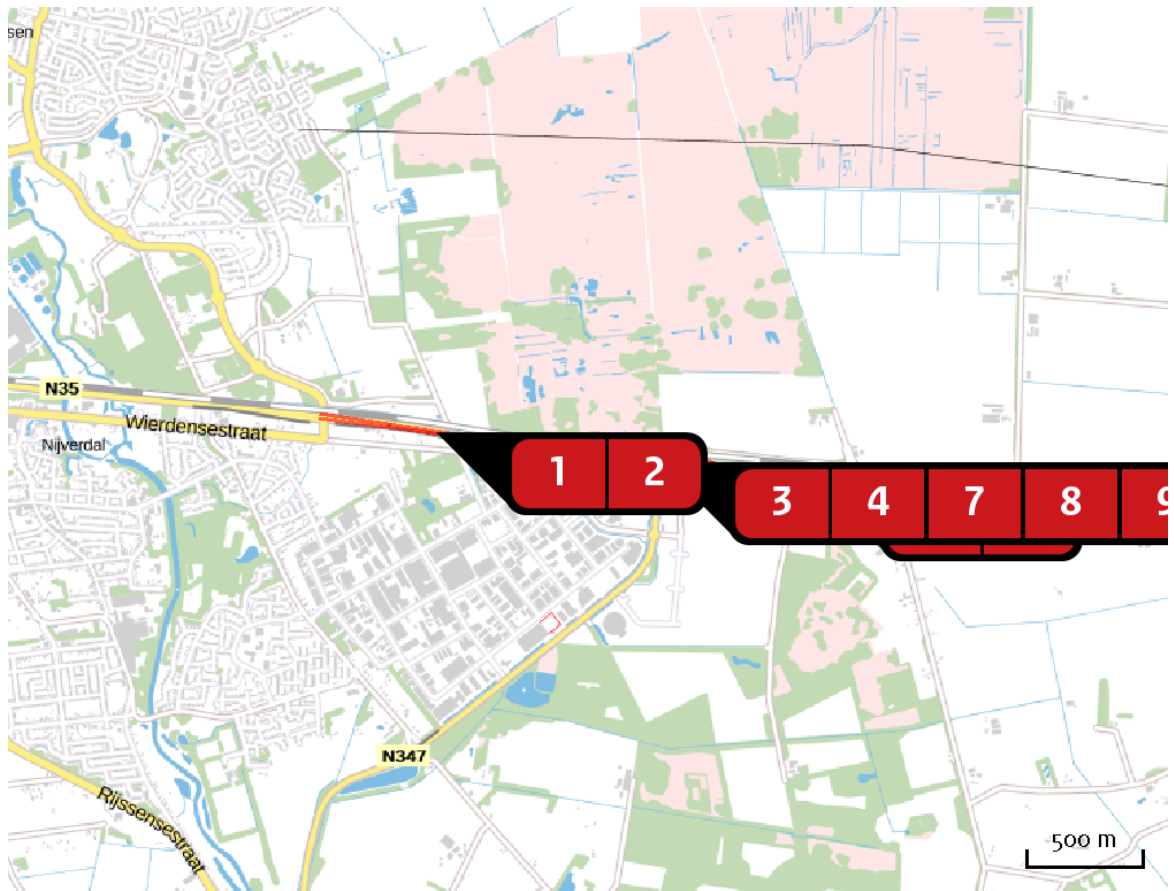 sen
N35
Wierdensestraat
Nijverdal
1 2
3 4 7 8 9
N347
Rijssensestraat
500 m